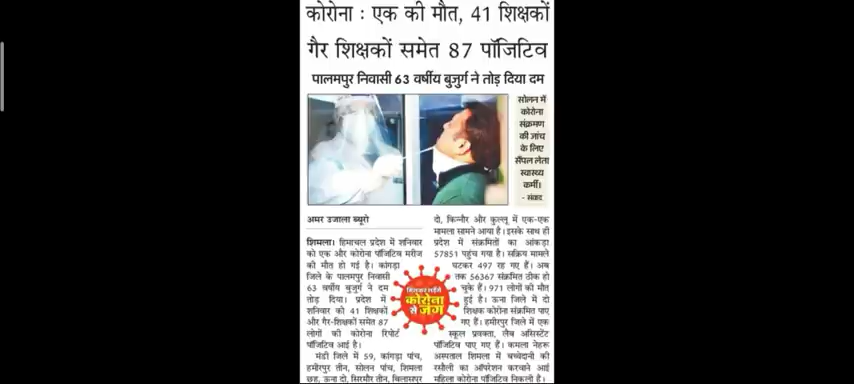 कोरोना : एक की मौत, 41 शिक्षकों
गैर शिक्षकों समेत 87 पॉजिटिव
पालमपुर निवासी 63 वर्षीय बुजुर्ग ने तोड़ दिया दम
सोलन में
कोरोना
संक्रमण
की जांच
के लिए
सैंपल लेता
स्वास्थ्य
कर्मी।
- संवाद
अमर उजाला ब्यूरो
शिमला। हिमाचल प्रदेश में शनिवार
को एक और कोरोना पॉजिटिव मरीज
की मौत हो गई है। कांगड़ा
जिले के पालमपुर निवासी
63 वर्षीय बुजुर्ग ने दम
तोड़ दिया। प्रदेश में
शनिवार को 41 शिक्षकों
और गैर-शिक्षकों समेत 87
लोगों की कोरोना रिपोर्ट
पॉजिटिव आई है।
मंडी जिले में 59, कांगड़ा पांच,
हमीरपुर तीन, सोलन पांच, शिमला
छह, ऊना दो, सिरमौर तीन, बिलासपुर
दो, किन्नौर और कुल्लू में एक-एक
मामला सामने आया है। इसके साथ ही
प्रदेश में संक्रमितों का आंकड़ा
57851 पहुंच गया है। सक्रिय मामले
घटकर 497 रह गए हैं। अब
तक 56367 संक्रमित ठीक हो
चुके हैं। 971 लोगों की मौत
हुई है। ऊना जिले में दो
शिक्षक कोरोना संक्रमित पाए
गए हैं। हमीरपुर जिले में एक
स्कूल प्रवक्ता, लैब असिस्टेंट
पॉजिटिव पाए गए हैं। कमला नेहरू
अस्पताल शिमला में बच्चेदानी की
रसौली का ऑपरेशन करवाने आई
महिला कोरोना पॉजिटिव निकली है।
कोरोना
से जंग